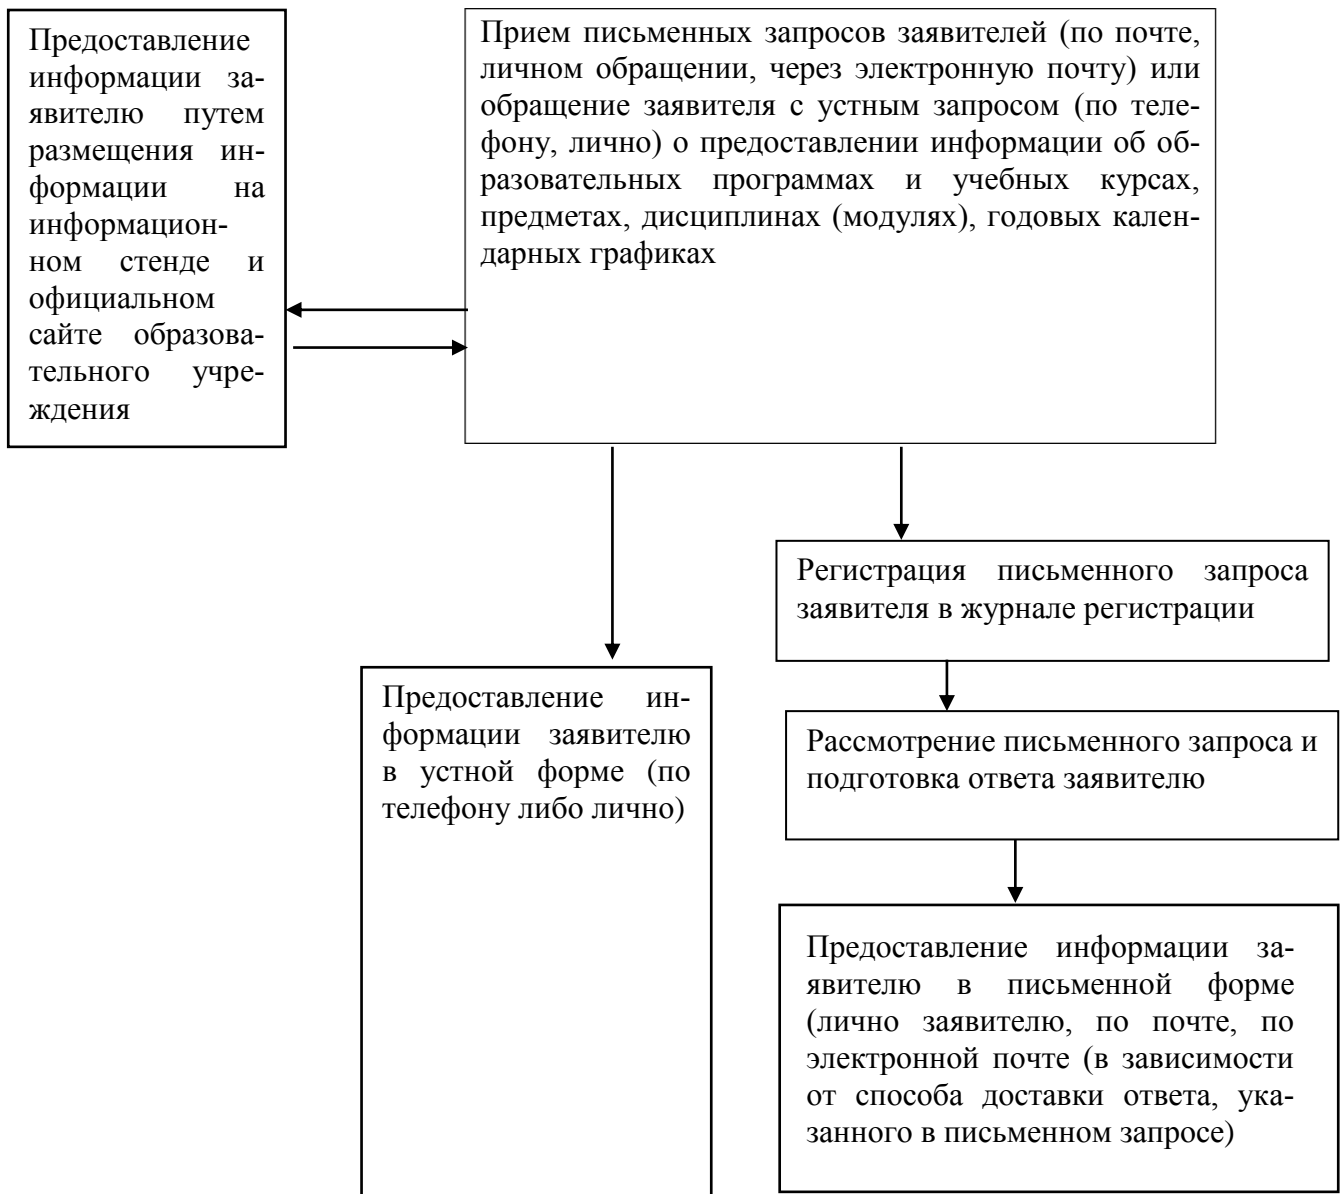 Предоставление
информации за-
явителю путем
размещения ин-
формации на
информацион-
ном стенде и
официальном
сайте образова-
тельного учре-
ждения
Прием письменных запросов заявителей (по почте,
личном обращении, через электронную почту) или
обращение заявителя с устным запросом (по теле-
фону, лично) о предоставлении информации об об-
разовательных программах и учебных курсах,
предметах, дисциплинах (модулях), годовых кален-
дарных графиках
Регистрация письменного запроса
заявителя в журнале регистрации
Предоставление ин-
формации заявителю
в устной форме (по
телефону либо лично)
Рассмотрение письменного запроса и
подготовка ответа заявителю
Предоставление информации за-
явителю в письменной форме
(лично заявителю, по почте, по
электронной почте (в зависимости
от способа доставки ответа, ука-
занного в письменном запросе)